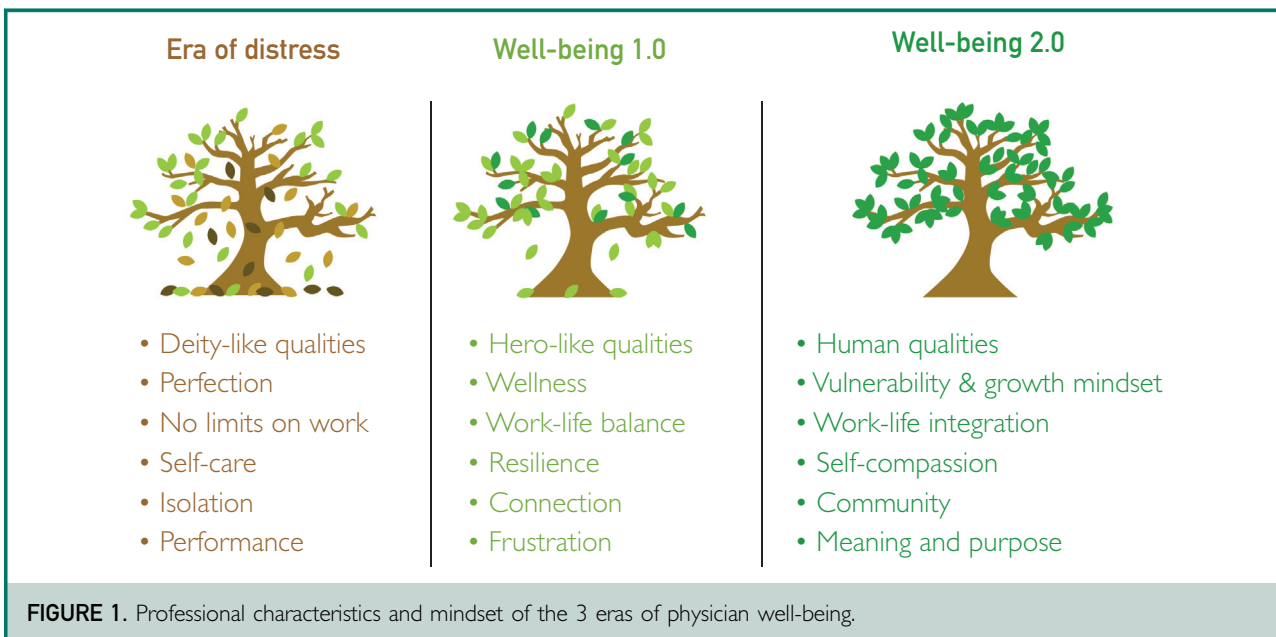 Era of distress
• Deity-like qualities
• Perfection
• No limits on work
• Self-care
• Isolation
• Performance
Well-being 1.0
• Hero-like qualities
• Wellness
• Work-life balance
• Resilience
• Connection
• Frustration
Well-being 2.0
• Human qualities
• Vulnerability & growth mindset
• Work-life integration
• Self-compassion
• Community
• Meaning and purpose
FIGURE 1. Professional characteristics and mindset of the 3 eras of physician well-being.